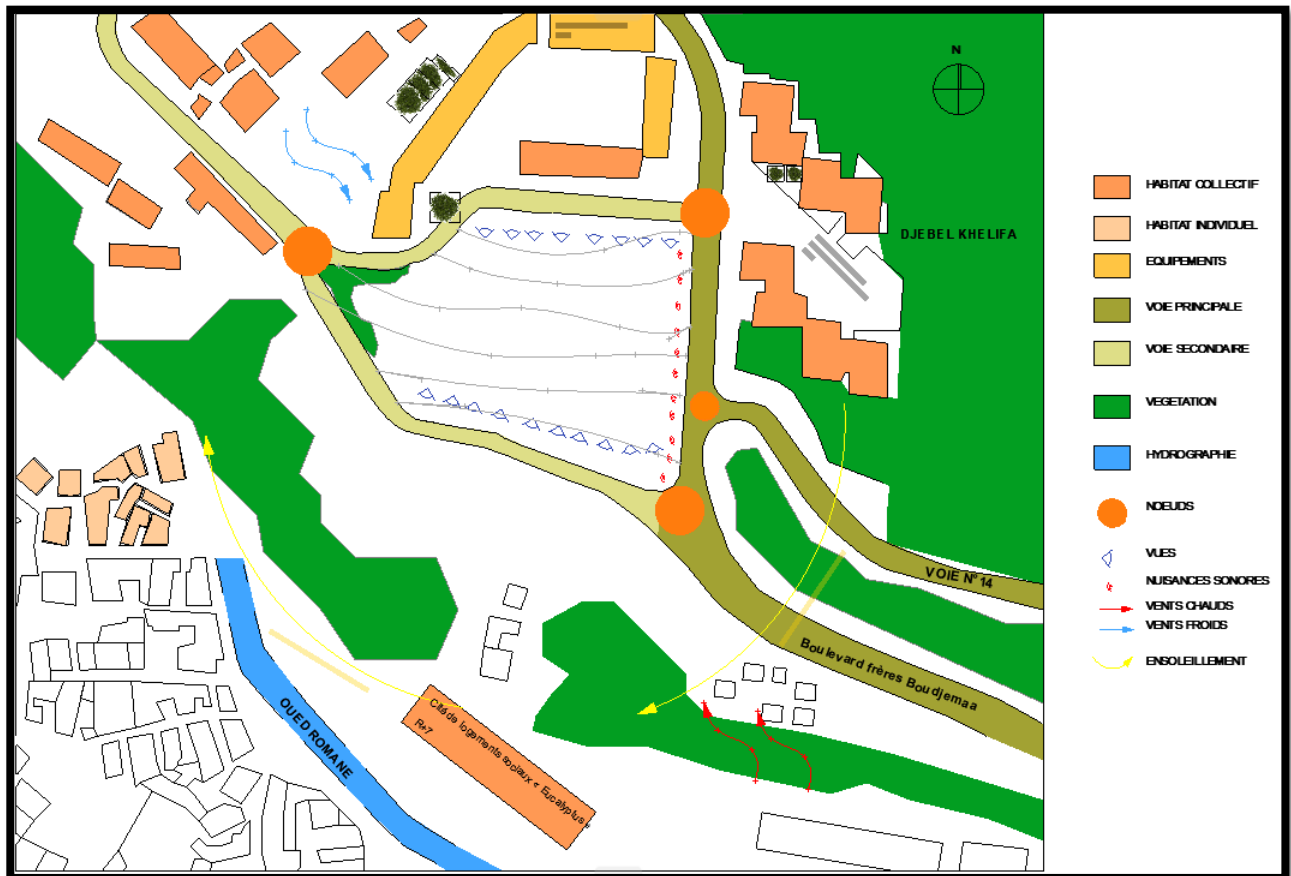 N
DJEBEL KHELIFA
VOIE N°14
Boulevard frères Boudjemaa
OUED ROMANE
Cité de logements sociaux « Eucalyptus »
R+7
HABITAT COLLECTIF
HABITAT INDIVIDUEL
EQUIPEMENTS
VOIE PRINCIPALE
VOIE SECONDAIRE
VEGETATION
HYDROGRAPHIE
NOEUDS
VUES
NUISANCES SONORES
VENTS CHAUDS
VENTS FROIDS
ENSOLEILLEMENT